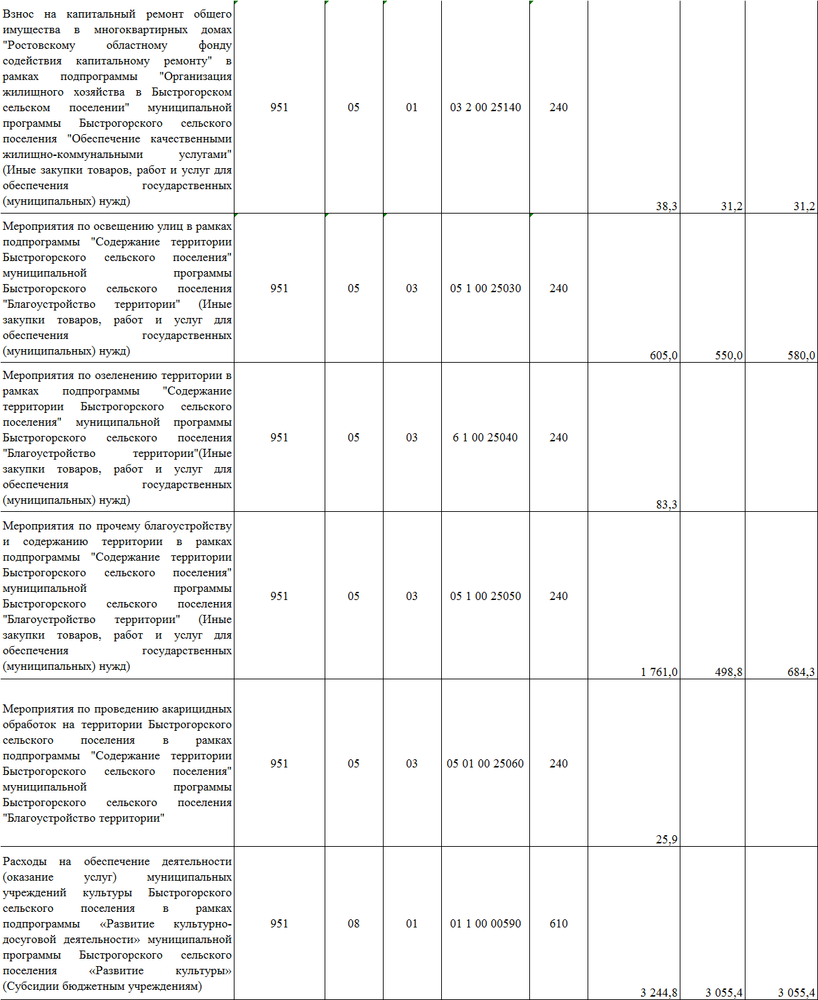 Взнос на капитальный ремонт общего
имущества в многоквартирных домах
"Ростовскому областному фонду
содействия капитальному ремонту" в
рамках подпрограммы "Организация
жилищного хозяйства в Быстрогорском
сельском поселении" муниципальной
программы Быстрогорского сельского
поселения "Обеспечение качественными
жилищно-коммунальными услугами"
(Иные закупки товаров, работ и услуг для
обеспечения государственных
(муниципальных) нужд)
951 05 01 03 2 00 25140 240 38,3 31,2 31,2
Мероприятия по освещению улиц в рамках
подпрограммы "Содержание территории
Быстрогорского сельского поселения"
муниципальной программы
Быстрогорского сельского поселения
"Благоустройство территории" (Иные
закупки товаров, работ и услуг для
обеспечения государственных
(муниципальных) нужд)
951 05 03 05 1 00 25030 240 605,0 550,0 580,0
Мероприятия по озеленению территории в
рамках подпрограммы "Содержание
территории Быстрогорского сельского
поселения" муниципальной программы
Быстрогорского сельского поселения
"Благоустройство территории"(Иные
закупки товаров, работ и услуг для
обеспечения государственных
(муниципальных) нужд)
951 05 03 6 1 00 25040 240 83,3
Мероприятия по прочему благоустройству
и содержанию территории в рамках
подпрограммы "Содержание территории
Быстрогорского сельского поселения"
муниципальной программы
Быстрогорского сельского поселения
"Благоустройство территории" (Иные
закупки товаров, работ и услуг для
обеспечения государственных
(муниципальных) нужд)
951 05 03 05 1 00 25050 240 1 761,0 498,8 684,3
Мероприятия по проведению акарицидных
обработок на территории Быстрогорского
сельского поселения в рамках
подпрограммы "Содержание территории
Быстрогорского сельского поселения"
муниципальной программы
Быстрогорского сельского поселения
"Благоустройство территории"
951 05 03 05 01 00 25060 240 25,9
Расходы на обеспечение деятельности
(оказание услуг) муниципальных
учреждений культуры Быстрогорского
сельского поселения в рамках
подпрограммы «Развитие культурно-
досуговой деятельности» муниципальной
программы Быстрогорского сельского
поселения «Развитие культуры»
(Субсидии бюджетным учреждениям)
951 08 01 01 1 00 00590 610 3 244,8 3 055,4 3 055,4